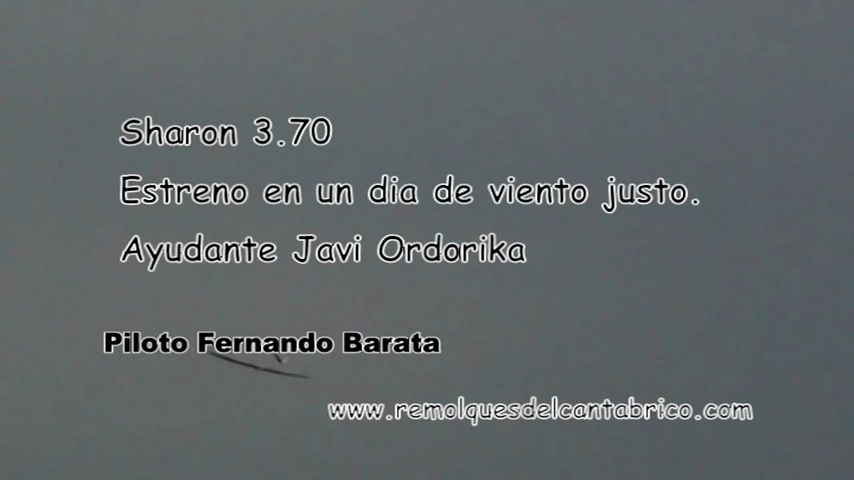 Sharon 3.70
Estreno en un dia de viento justo.
Ayudante Javi Ordorika
Piloto Fernando Barata
www.remolquesdelcantabrico.com